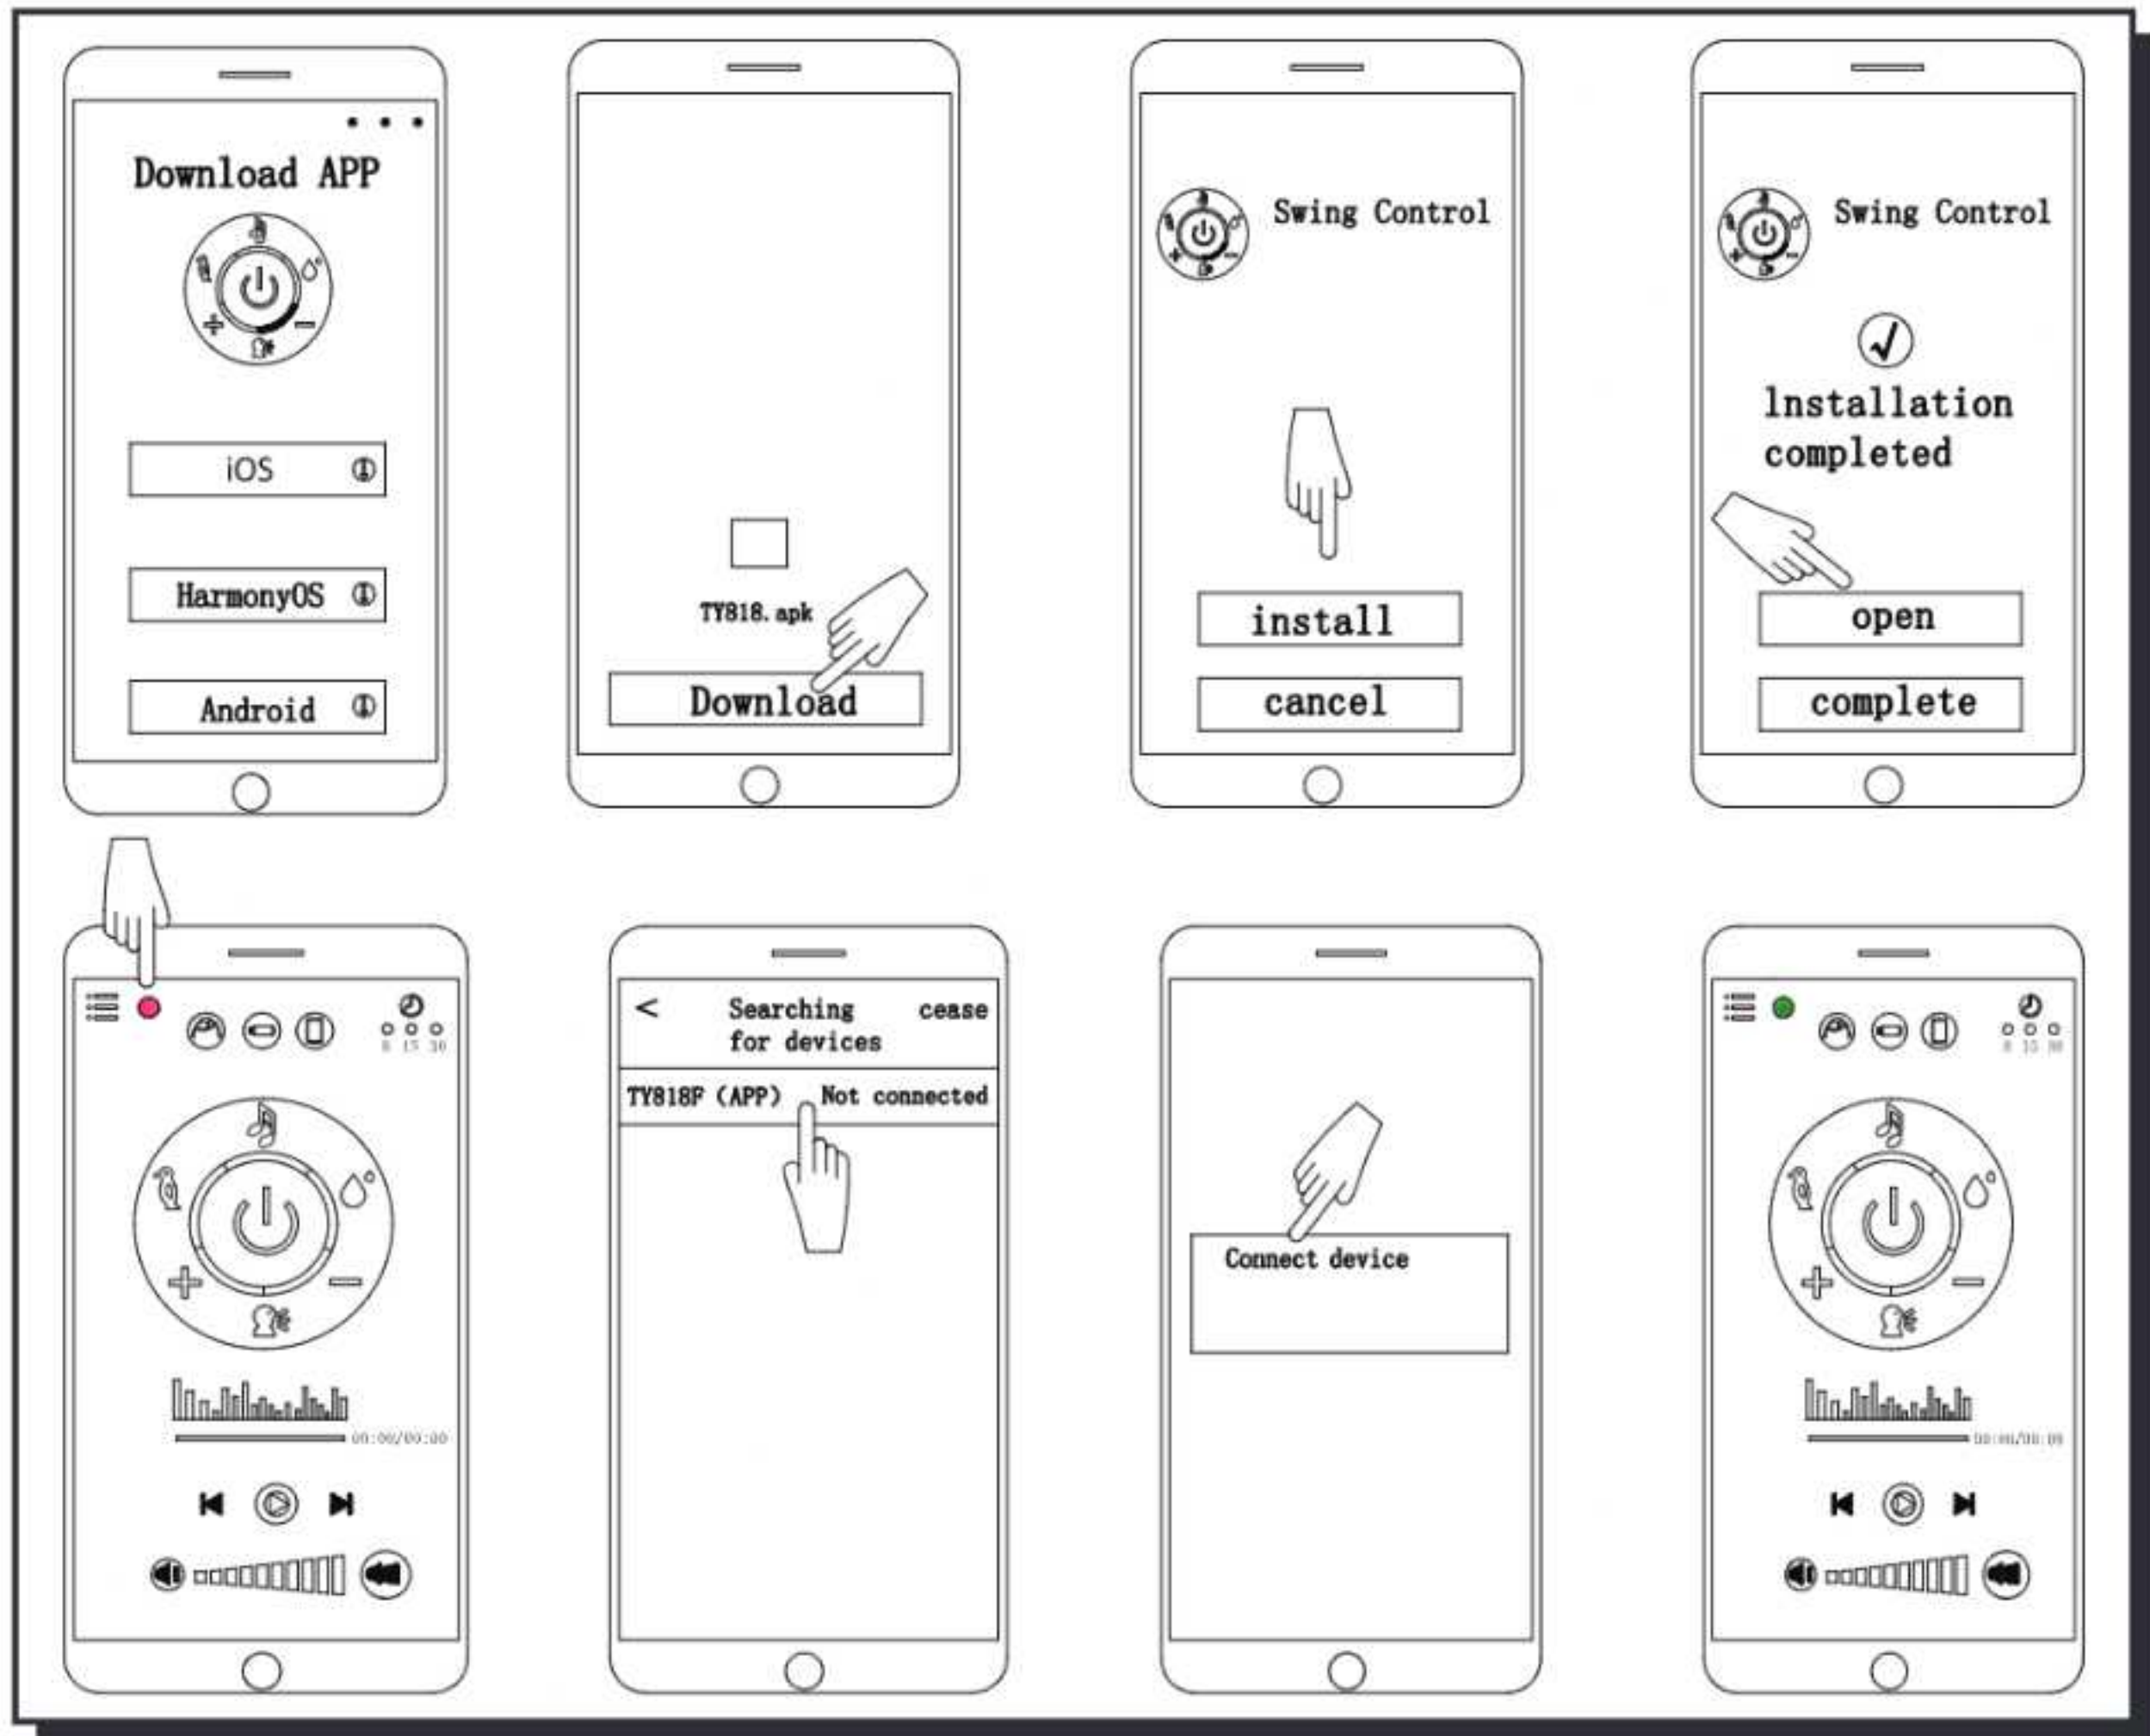 Download APP
iOS
HarmonyOS
Android
TY818.apk
Download
Swing Control
install
cancel
Swing Control
lnstallation
completed
open
complete
Searching
for devices
cease
TY818F (APP)
Not connected
Connect device